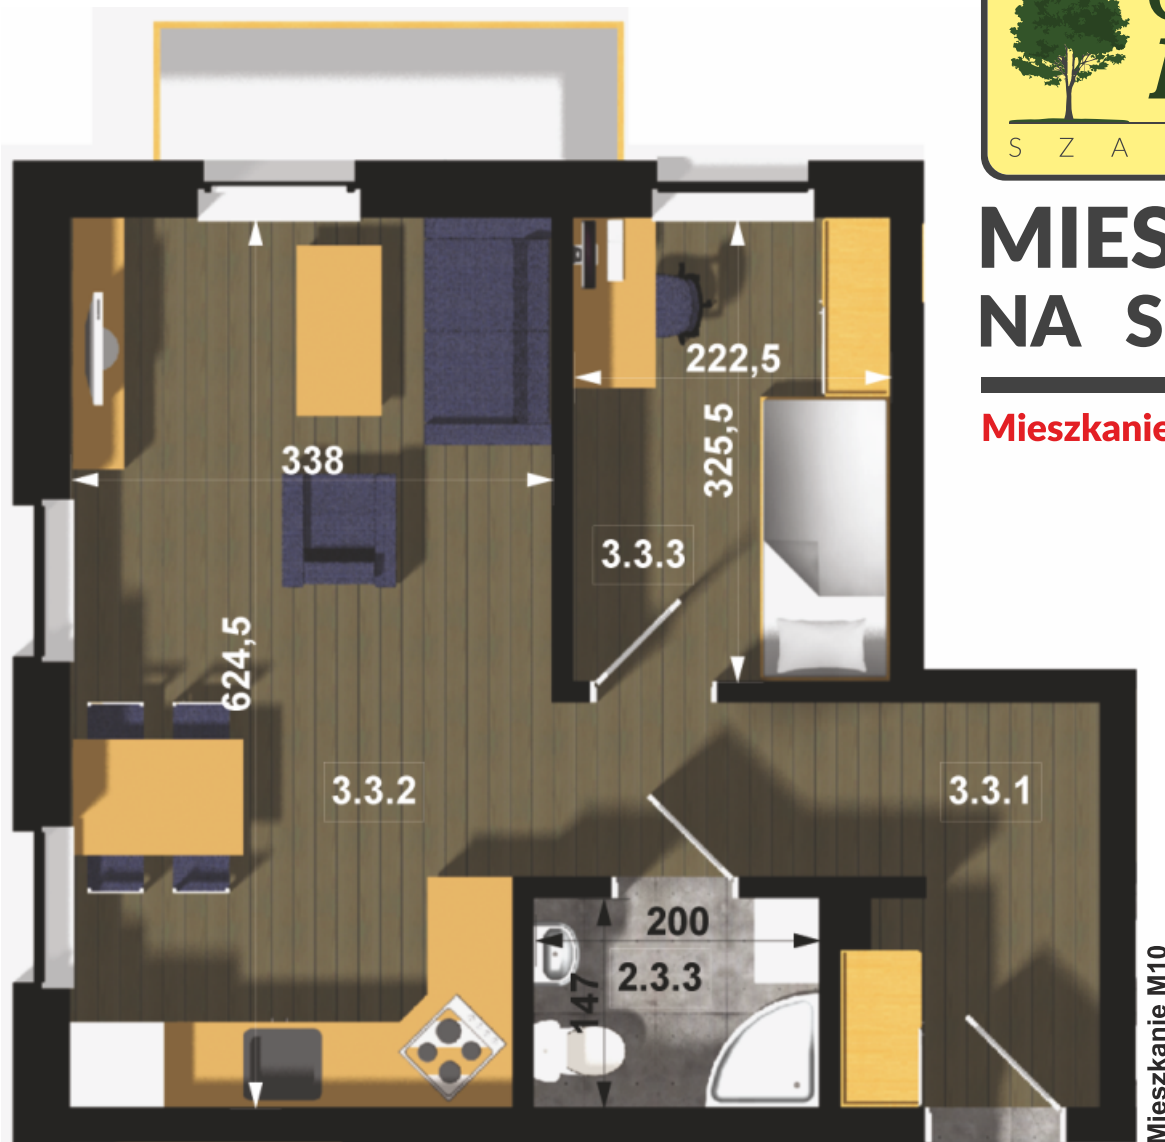 S Z A
MIES
NA S
Mieszkanie
222,5
325,5
338
3.3.3
624,5
3.3.2
3.3.1
200
2.3.3
147
Mieszkanie M10